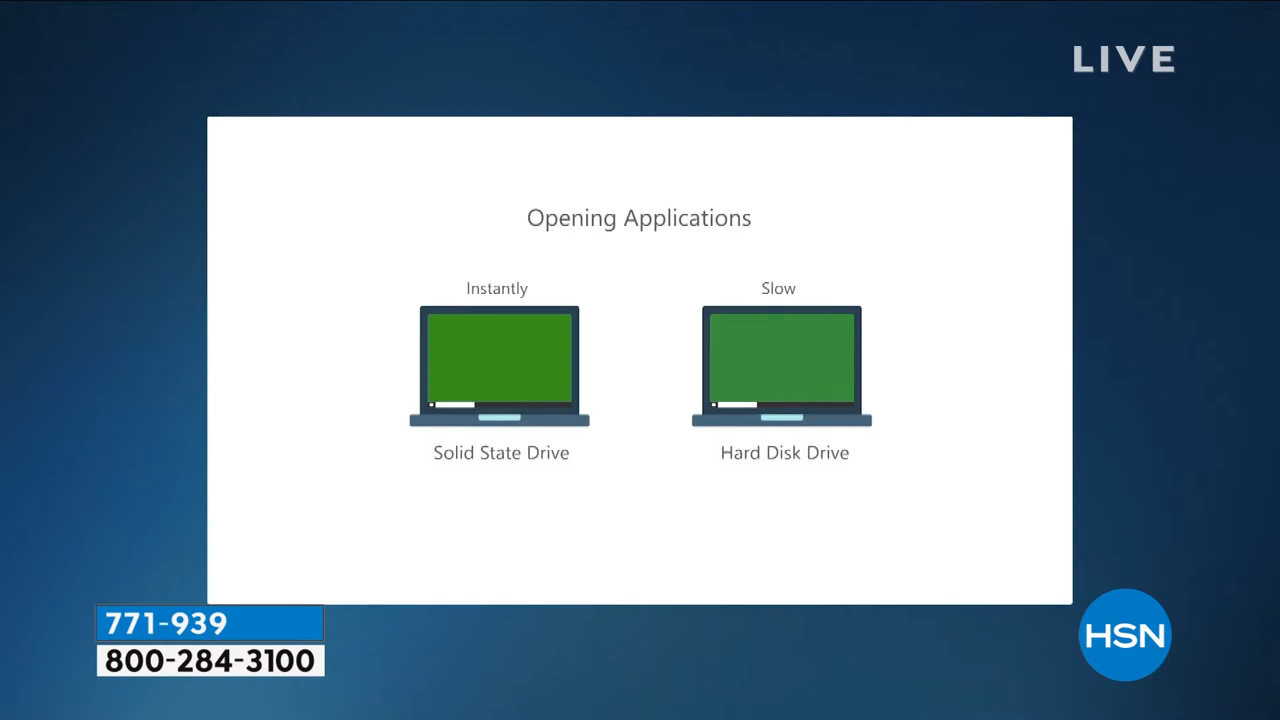 LIVE
Opening Applications
Instantly
Slow
Solid State Drive
Hard Disk Drive
771-939
800-284-3100
HSN